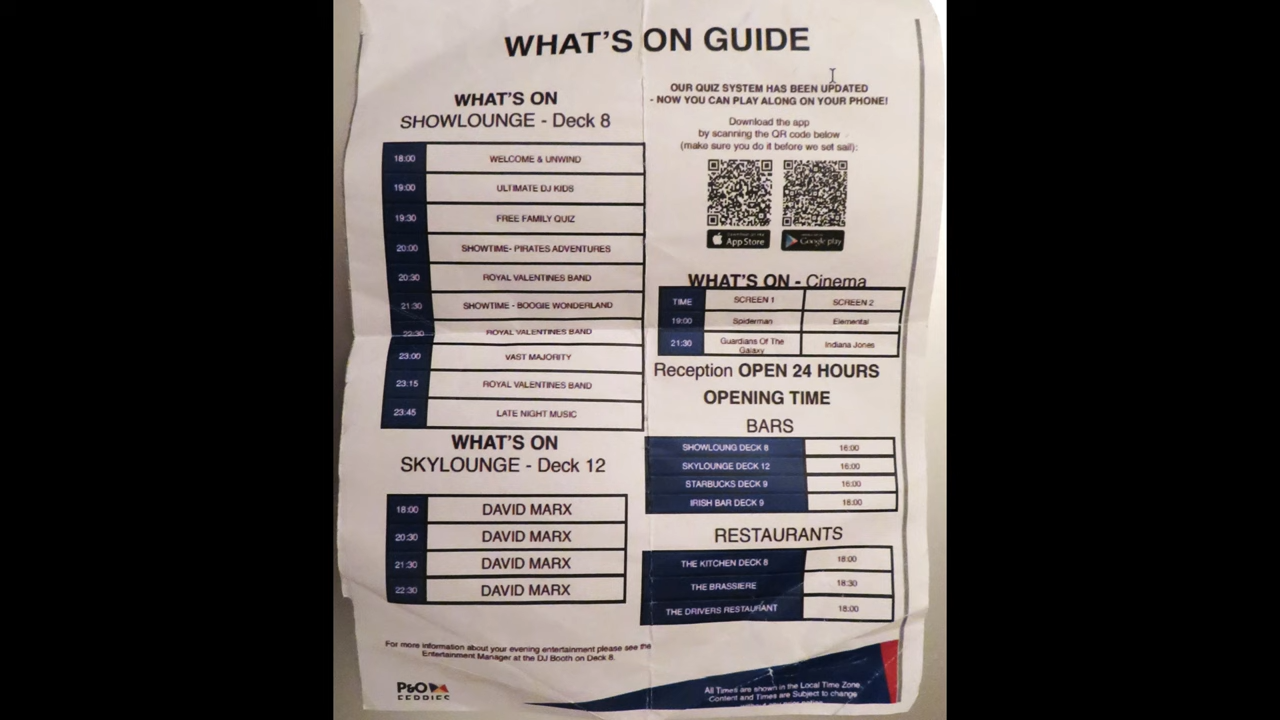 WHAT'S ON GUIDE
WHAT'S ON
SHOWLOUNGE - Deck 8
18:00 WELCOME & UNWIND
19:00 ULTIMATE DJ KIDS
19:30 FREE FAMILY QUIZ
20:00 SHOWTIME- PIRATES ADVENTURES
20:30 ROYAL VALENTINES BAND
21:30 SHOWTIME - BOOGIE WONDERLAND
22:30 ROYAL VALENTINES BAND
23:00 VAST MAJORITY
23:15 ROYAL VALENTINES BAND
23:45 LATE NIGHT MUSIC
WHAT'S ON
SKYLOUNGE - Deck 12
18:00 DAVID MARX
20:30 DAVID MARX
21:30 DAVID MARX
22:30 DAVID MARX
For more information about your evening entertainment please see the
Entertainment Manager at the DJ Booth on Deck 8.
P&O
FERRIES
OUR QUIZ SYSTEM HAS BEEN UPDATED
- NOW YOU CAN PLAY ALONG ON YOUR PHONE!
Download the app
by scanning the QR code below
(make sure you do it before we set sail):
App Store
Google play
WHAT'S ON - Cinema
TIME SCREEN 1 SCREEN 2
19:00 Spiderman Elemental
21:30 Guardians Of The Galaxy Indiana Jones
Reception OPEN 24 HOURS
OPENING TIME
BARS
SHOWLOUNG DECK 8 16:00
SKYLOUNGE DECK 12 16:00
STARBUCKS DECK 9 16:00
IRISH BAR DECK 9 18:00
RESTAURANTS
THE KITCHEN DECK 8 18:00
THE BRASSIERE 18:30
THE DRIVERS RESTAURANT 18:00
All Times are shown in the Local Time Zone
Content and Times are Subject to change